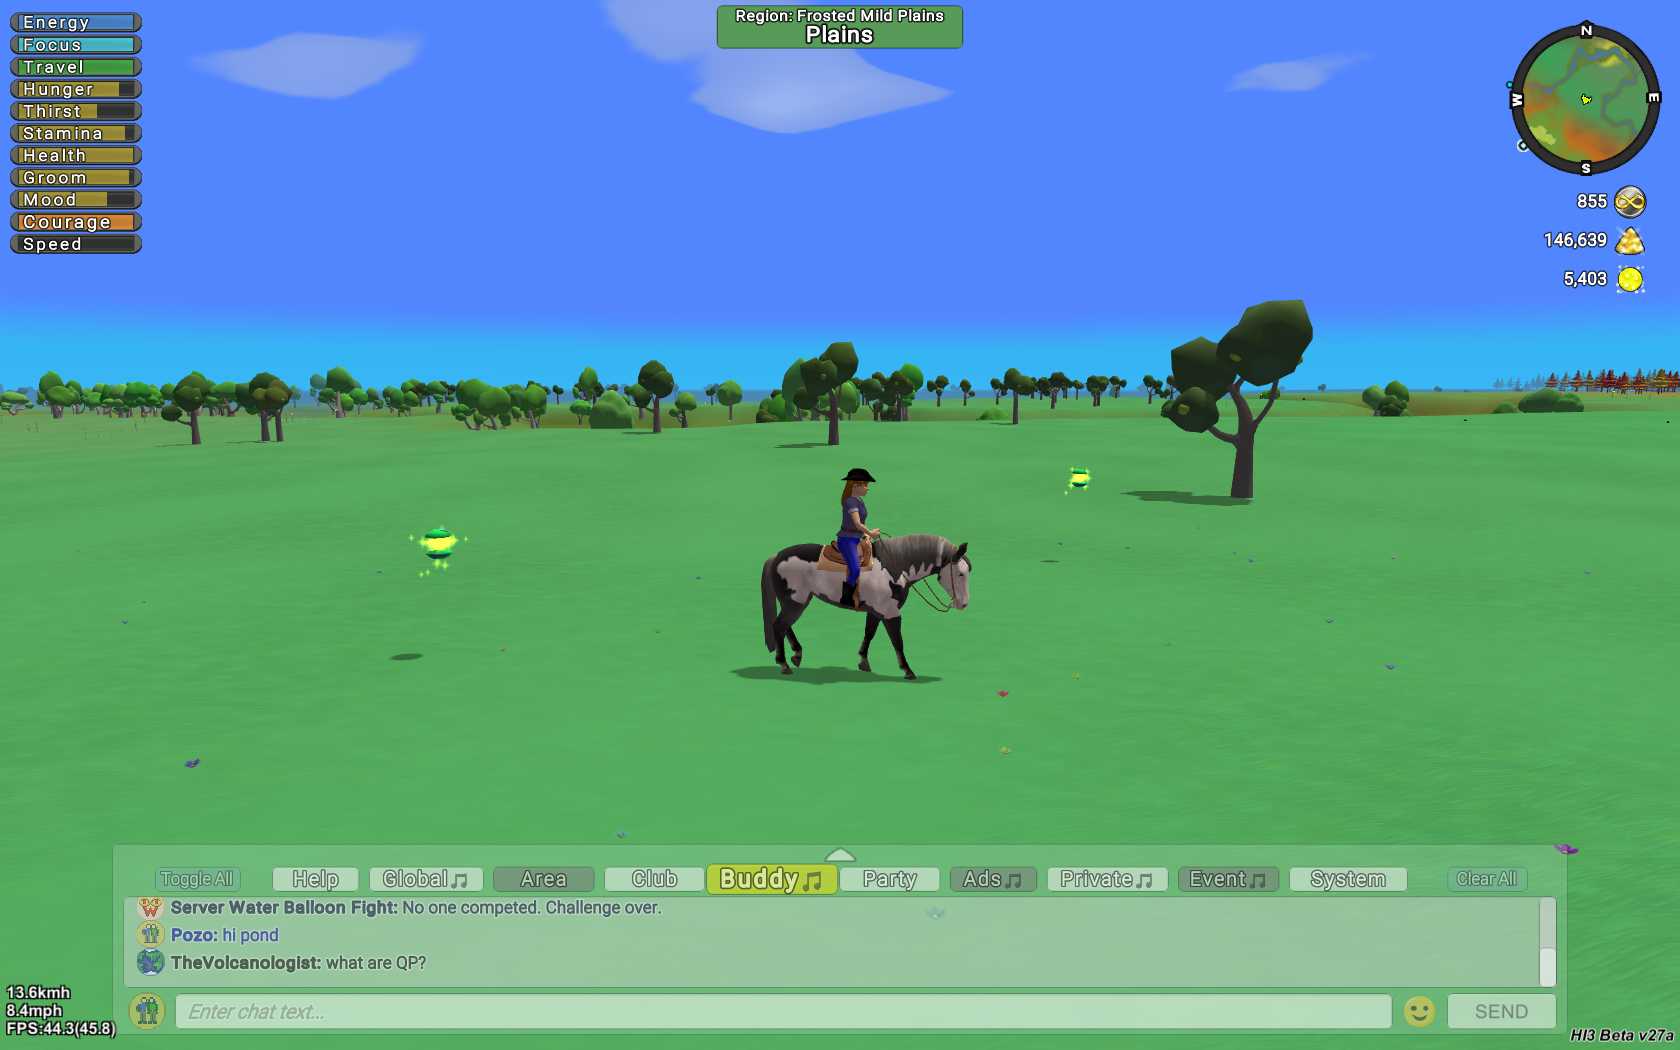 Energy
Focus
Travel
Hunger
Thirst
Stamina
Health
Groom
Mood
Courage
Speed
Region: Frosted Mild Plains
Plains
N
W
E
S
855
146,639
5,403
Toggle All
Help
Global
Area
Club
Buddy
Party
Ads
Private
Event
System
Clear All
Server Water Balloon Fight: No one competed. Challenge over.
Pozo: hi pond
TheVolcanologist: what are QP?
Enter chat text...
SEND
13.6kmh
8.4mph
FPS:44.3(45.8)
HI3 Beta v27a